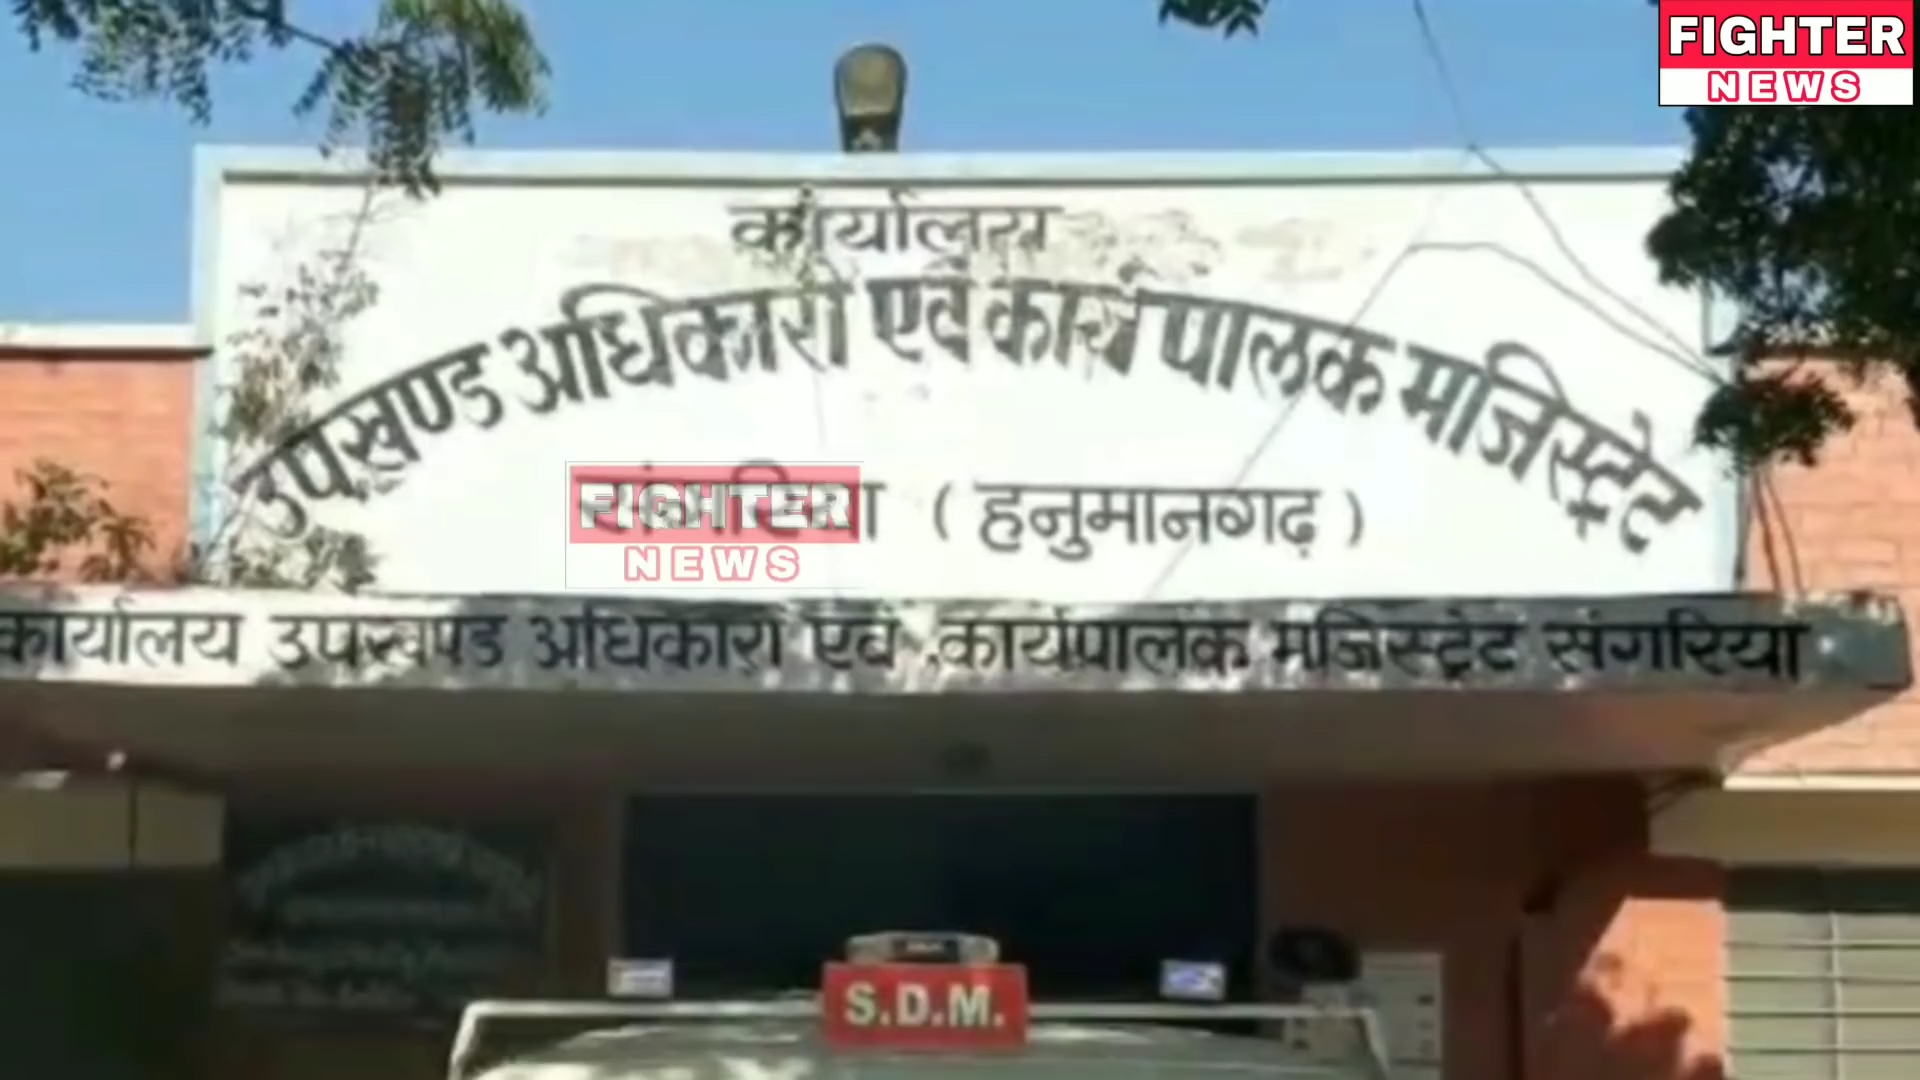 FIGHTER
NEWS
कार्यालय
उपखण्ड अधिकारी एवं कार्य पालक मजिस्ट्रेट
संगरिया ( हनुमानगढ़ )
FIGHTER
NEWS
कार्यालय उपखण्ड अधिकारी एवं कार्यपालक मजिस्ट्रेट संगरिया
S.D.M.